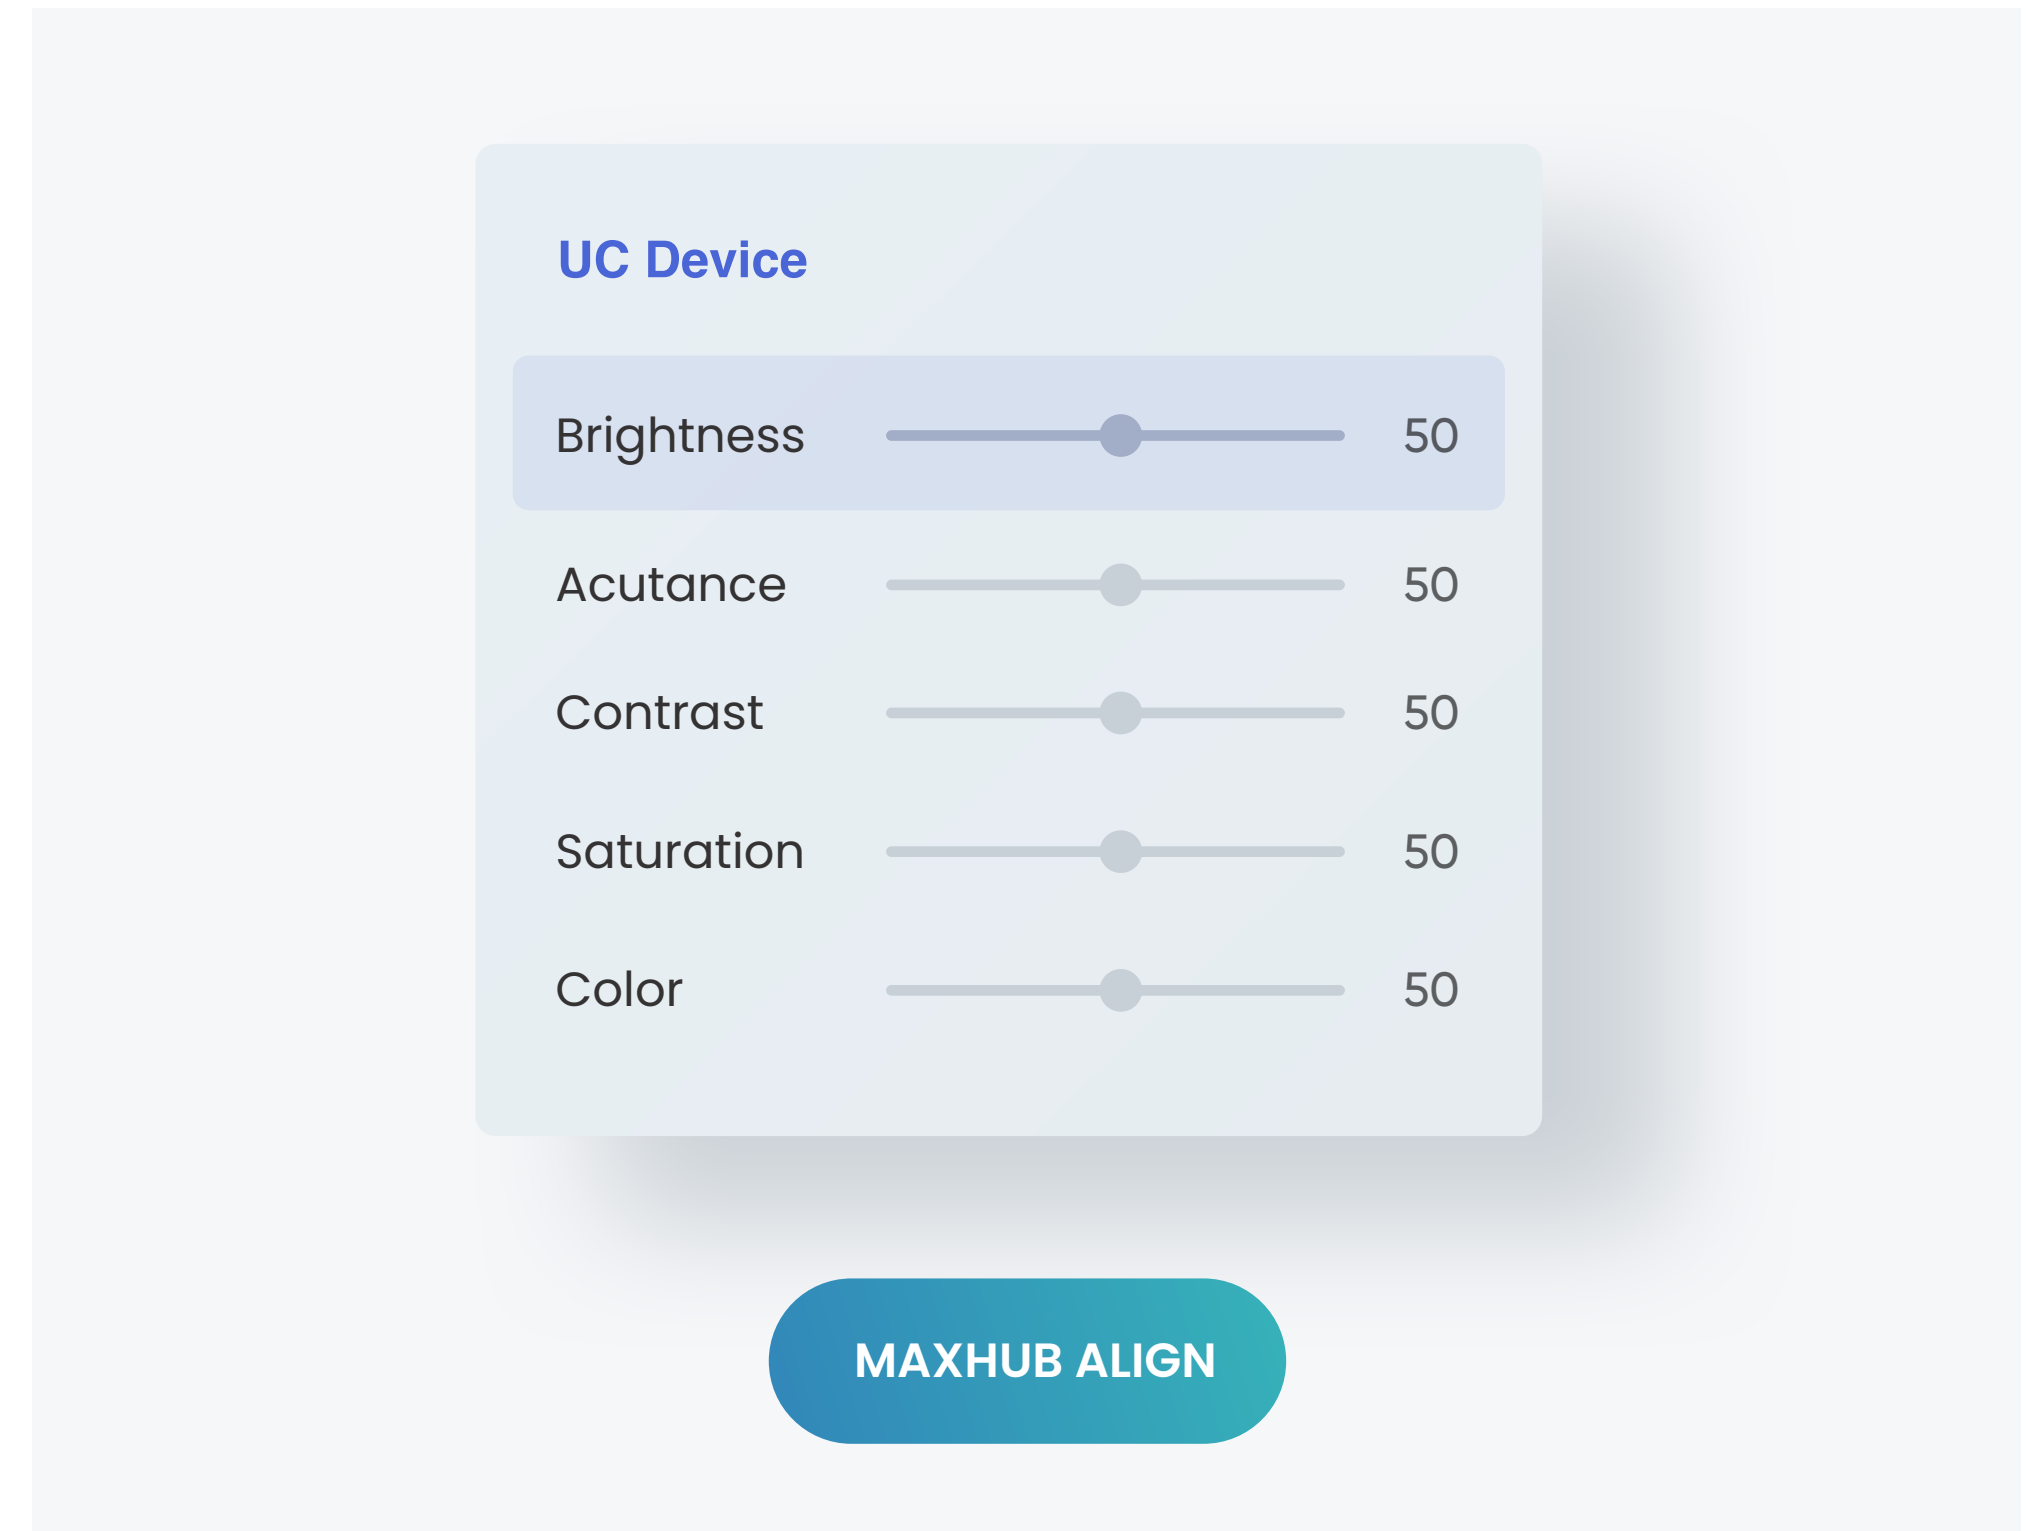 UC Device
Brightness 50
Acutance 50
Contrast 50
Saturation 50
Color 50
MAXHUB ALIGN